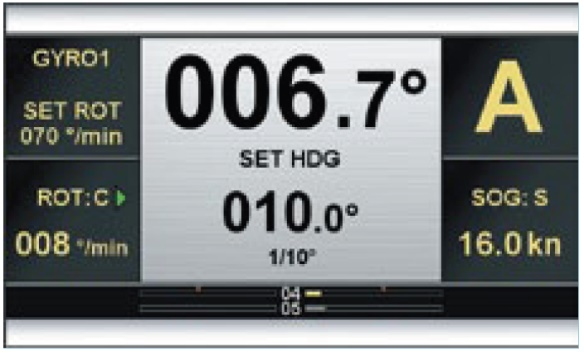 GYRO1
SET ROT
070 °/min
006.7°
A
SET HDG
ROT:C
008 °/min
010.0°
1/10°
SOG: S
16.0 kn
04
05